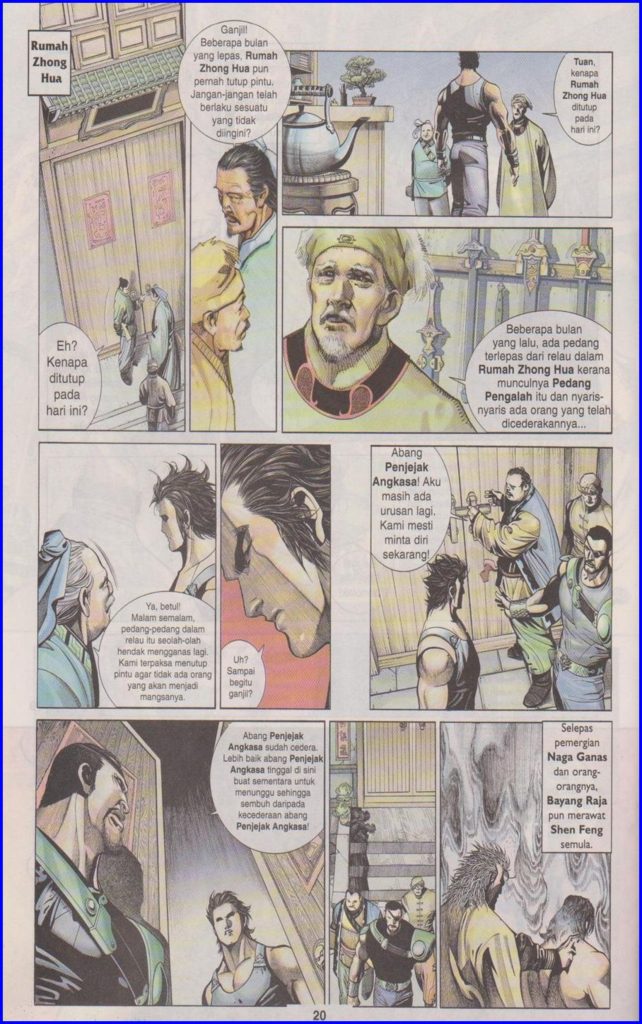 Rumah
Zhong
Hua
Ganjil!
Beberapa bulan
yang lepas, Rumah
Zhong Hua pun
pernah tutup pintu.
Jangan-jangan telah
berlaku sesuatu
yang tidak
diingini?
Eh?
Kenapa
ditutup
pada
hari ini?
Tuan,
kenapa
Rumah
Zhong Hua
ditutup
pada
hari ini?
Beberapa bulan
yang lalu, ada pedang
terlepas dari relau dalam
Rumah Zhong Hua kerana
munculnya Pedang
Pengalah itu dan nyaris-
nyaris ada orang yang telah
dicederakannya...
Ya, betul!
Malam semalam,
pedang-pedang dalam
relau itu seolah-olah
hendak mengganas lagi.
Kami terpaksa menutup
pintu agar tidak ada orang
yang akan menjadi
mangsanya.
Uh?
Sampai
begitu
ganjil?
Abang
Penjejak
Angkasa! Aku
masih ada
urusan lagi.
Kami mesti
minta diri
sekarang!
Abang Penjejak
Angkasa sudah cedera.
Lebih baik abang Penjejak
Angkasa tinggal di sini
buat sementara untuk
menunggu sehingga
sembuh daripada
kecederaan abang
Penjejak Angkasa!
Selepas
pemergian
Naga Ganas
dan orang-
orangnya,
Bayang Raja
pun merawat
Shen Feng
semula.
20